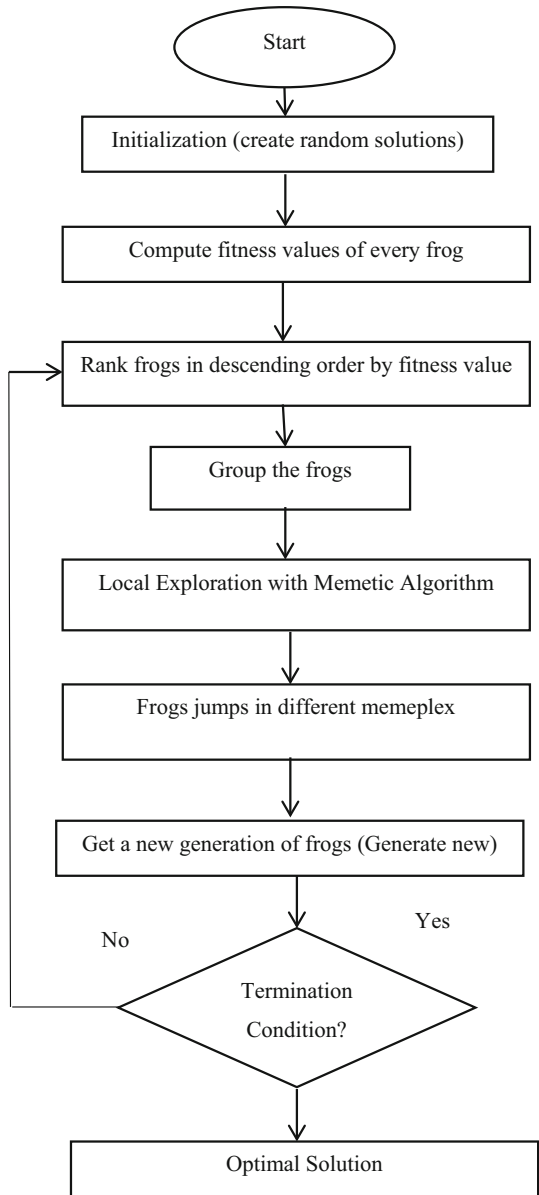 Start
Initialization (create random solutions)
Compute fitness values of every frog
Rank frogs in descending order by fitness value
Group the frogs
Local Exploration with Memetic Algorithm
Frogs jumps in different memeplex
Get a new generation of frogs (Generate new)
No
Yes
Termination
Condition?
Optimal Solution